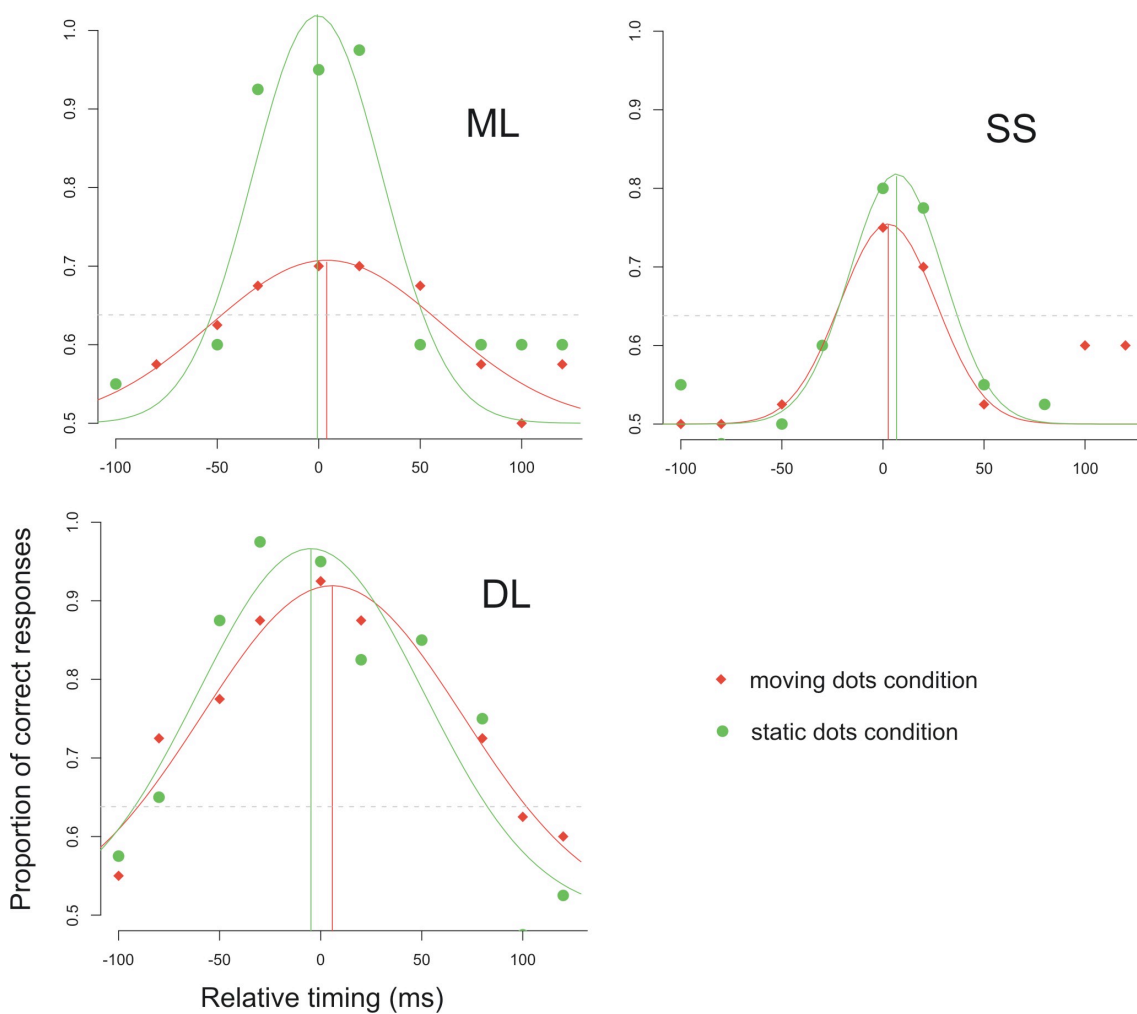 ML
1.0
0.9
0.8
0.7
0.6
0.5
-100 -50 0 50 100
SS
1.0
0.9
0.8
0.7
0.6
0.5
-100 -50 0 50 100
DL
1.0
0.9
0.8
0.7
0.6
0.5
-100 -50 0 50 100
Proportion of correct responses
Relative timing (ms)
moving dots condition
static dots condition